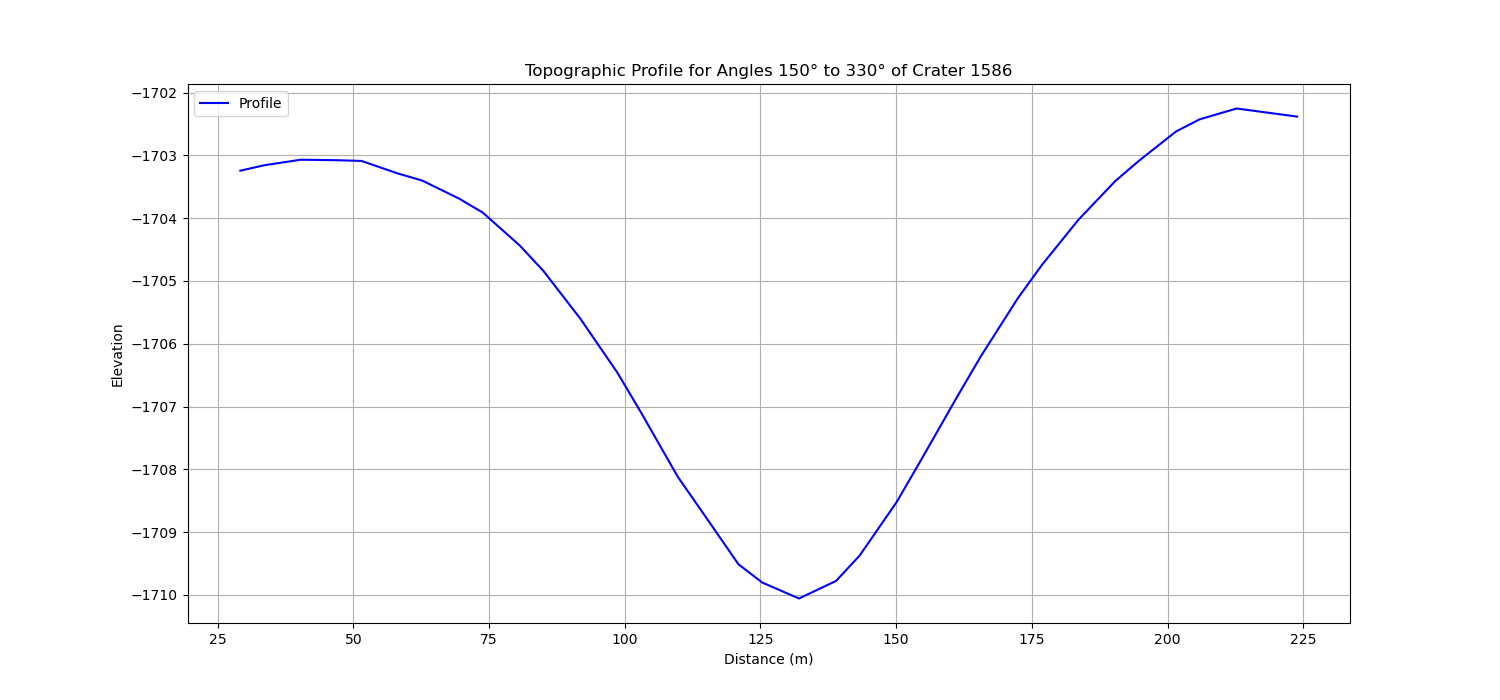 Topographic Profile for Angles 150° to 330° of Crater 1586
Profile
Elevation
−1702
−1703
−1704
−1705
−1706
−1707
−1708
−1709
−1710
25 50 75 100 125 150 175 200 225
Distance (m)